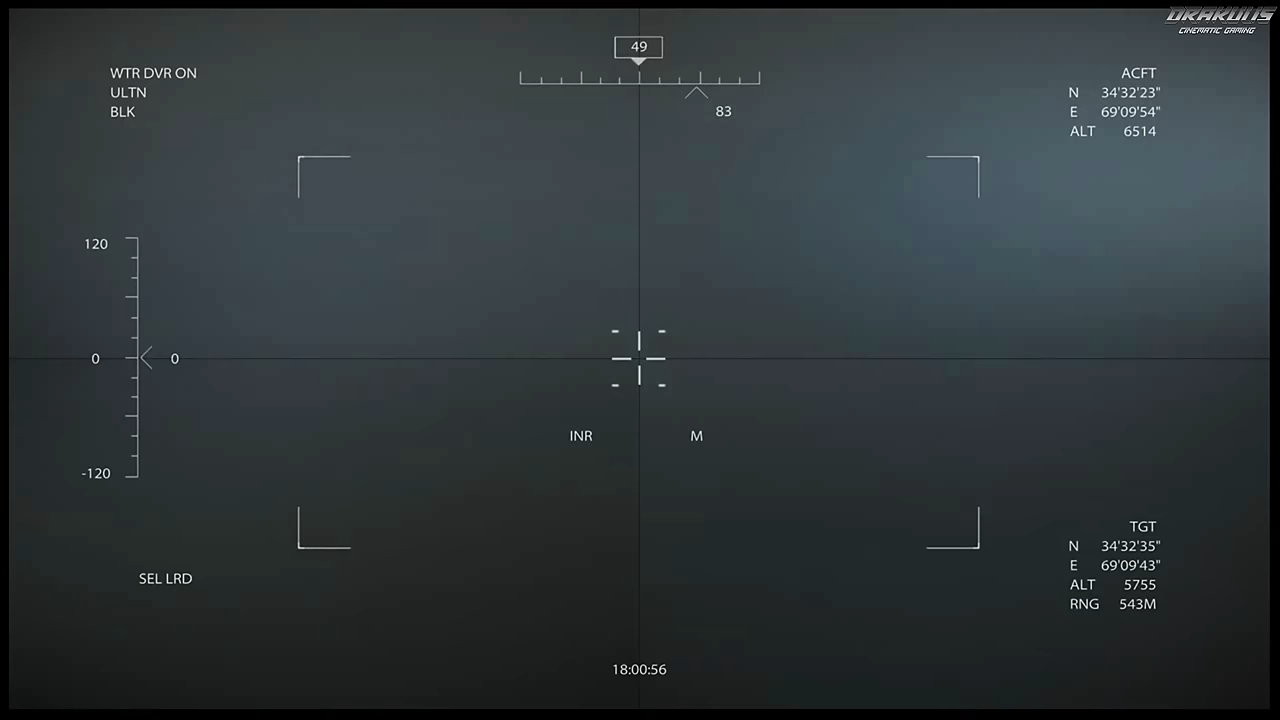 DRAKULIS
CINEMATIC GAMING
49
83
WTR DVR ON
ULTN
BLK
ACFT
N 34'32'23"
E 69'09'54"
ALT 6514
120
0 0
-120
INR M
SEL LRD
TGT
N 34'32'35"
E 69'09'43"
ALT 5755
RNG 543M
18:00:56